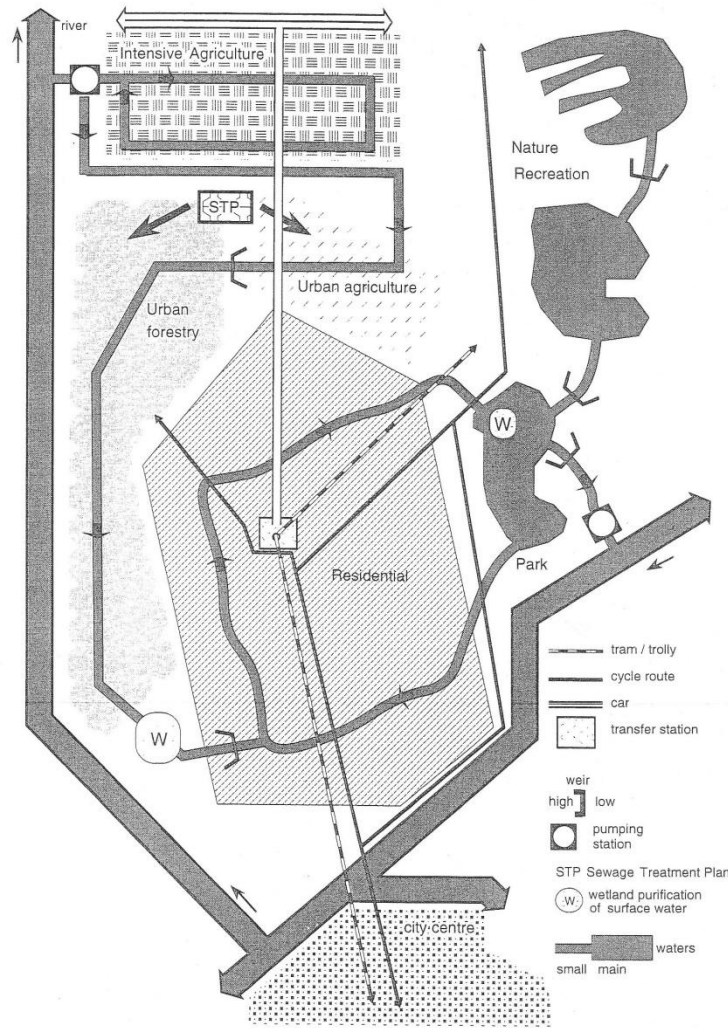 river
Intensive Agriculture
Nature
Recreation
STP
Urban agriculture
Urban
forestry
W
Park
Residential
W
tram / trolly
cycle route
car
transfer station
weir
high low
pumping
station
STP Sewage Treatment Plan
W wetland purification
of surface water
waters
small main
city centre